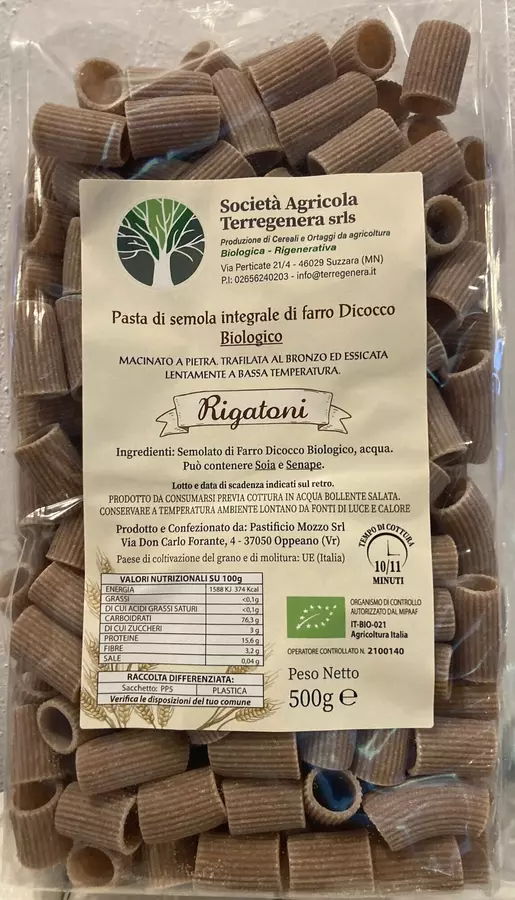 Società Agricola
Terregenera srls
Produzione di Cereali e Ortaggi da agricoltura
Biologica - Rigenerativa
Via Perticate 21/4 - 46029 Suzzara (MN)
P.I: 02656240203 - info@terregenera.it
Pasta di semola integrale di farro Dicocco
Biologico
MACINATO A PIETRA. TRAFILATA AL BRONZO ED ESSICATA
LENTAMENTE A BASSA TEMPERATURA.
Rigatoni
Ingredienti: Semolato di Farro Dicocco Biologico, acqua.
Può contenere Soia e Senape.
Lotto e data di scadenza indicati sul retro.
PRODOTTO DA CONSUMARSI PREVIA COTTURA IN ACQUA BOLLENTE SALATA.
CONSERVARE A TEMPERATURA AMBIENTE LONTANO DA FONTI DI LUCE E CALORE
Prodotto e Confezionato da: Pastificio Mozzo Srl
Via Don Carlo Forante, 4 - 37050 Oppeano (Vr)
Paese di coltivazione del grano e di molitura: UE (Italia)
TEMPO DI COTTURA
10/11
MINUTI
VALORI NUTRIZIONALI SU 100g
ENERGIA 1588 KJ 374 Kcal
GRASSI <0,1g
DI CUI ACIDI GRASSI SATURI <0,1g
CARBOIDRATI 76,3 g
DI CUI ZUCCHERI 3 g
PROTEINE 15,6 g
FIBRE 3,2 g
SALE 0,04 g
RACCOLTA DIFFERENZIATA:
Sacchetto: PP5 PLASTICA
Verifica le disposizioni del tuo comune
ORGANISMO DI CONTROLLO
AUTORIZZATO DAL MIPAAF
IT-BIO-021
Agricoltura Italia
OPERATORE CONTROLLATO N. 2100140
Peso Netto
500g e